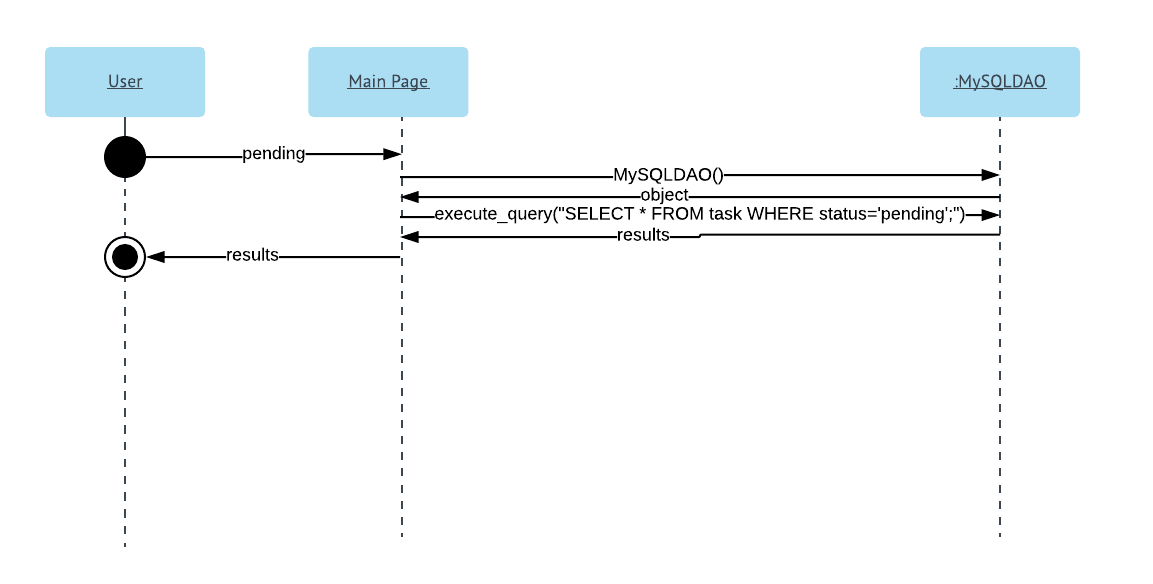 User
Main Page
:MySQLDAO
pending
MySQLDAO()
object
execute_query("SELECT * FROM task WHERE status='pending';")
results
results